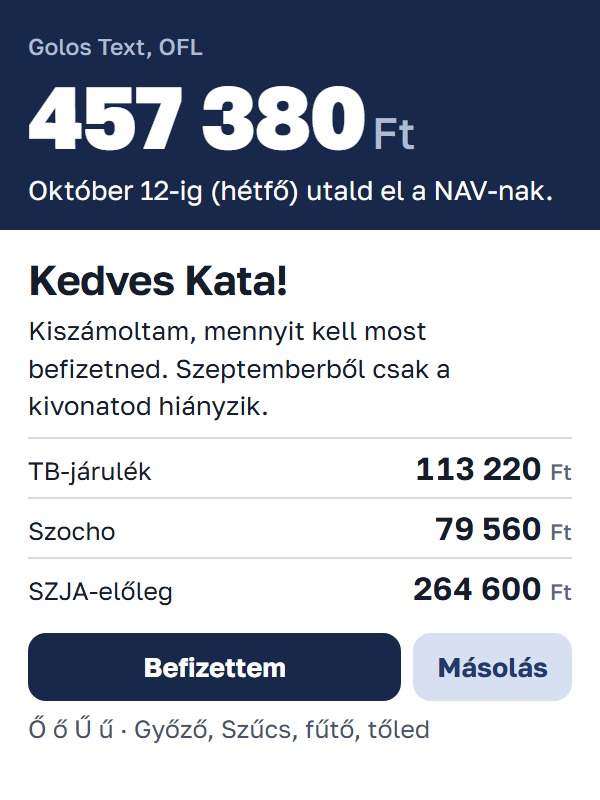 Golos Text, OFL
457 380 Ft
Október 12-ig (hétfő) utald el a NAV-nak.
Kedves Kata!
Kiszámoltam, mennyit kell most
befizetned. Szeptemberből csak a
kivonatod hiányzik.
TB-járulék 113 220 Ft
Szocho 79 560 Ft
SZJA-előleg 264 600 Ft
Befizettem Másolás
Ő ő Ű ű · Győző, Szűcs, fűtő, tőled